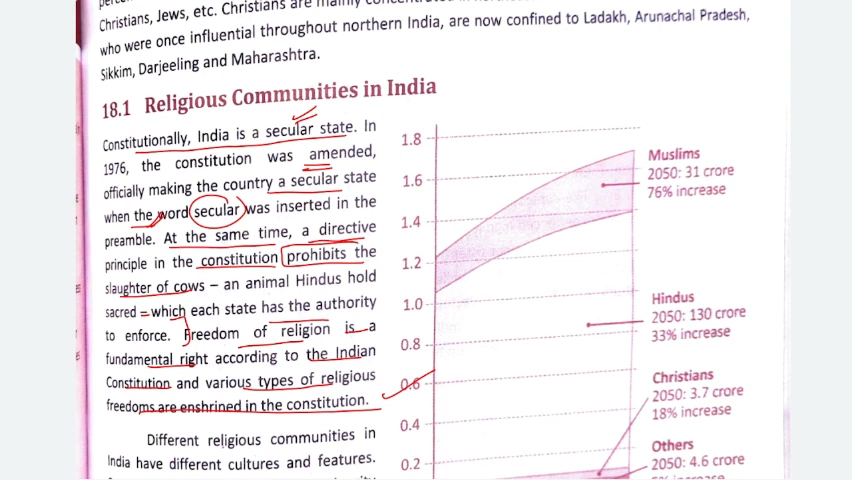 Christians, Jews, etc. Christians are mainly concentrated in
who were once influential throughout northern India, are now confined to Ladakh, Arunachal Pradesh,
Sikkim, Darjeeling and Maharashtra.
18.1 Religious Communities in India
Constitutionally, India is a secular state. In
1976, the constitution was amended,
officially making the country a secular state
when the word secular was inserted in the
preamble. At the same time, a directive
principle in the constitution prohibits the
slaughter of cows – an animal Hindus hold
sacred – which each state has the authority
to enforce. Freedom of religion is a
fundamental right according to the Indian
Constitution and various types of religious
freedoms are enshrined in the constitution.
Different religious communities in
India have different cultures and features.
1.8
1.6
1.4
1.2
1.0
0.8
0.6
0.4
0.2
Muslims
2050: 31 crore
76% increase
Hindus
2050: 130 crore
33% increase
Christians
2050: 3.7 crore
18% increase
Others
2050: 4.6 crore